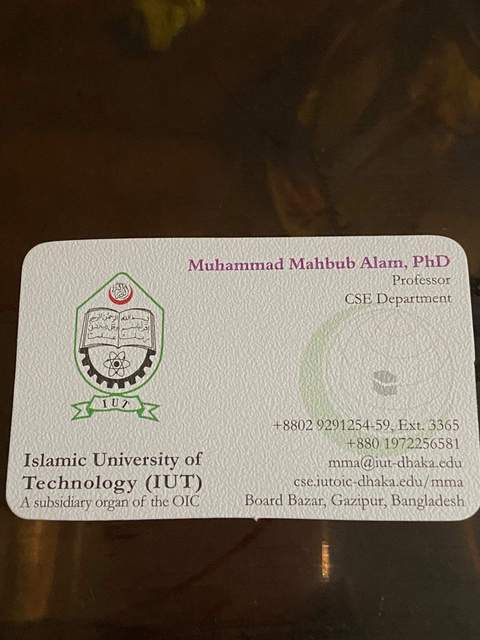 Muhammad Mahbub Alam, PhD
Professor
CSE Department
IUT
+8802 9291254-59, Ext. 3365
+880 1972256581
mma@iut-dhaka.edu
cse.iutoic-dhaka.edu/mma
Board Bazar, Gazipur, Bangladesh
Islamic University of
Technology (IUT)
A subsidiary organ of the OIC